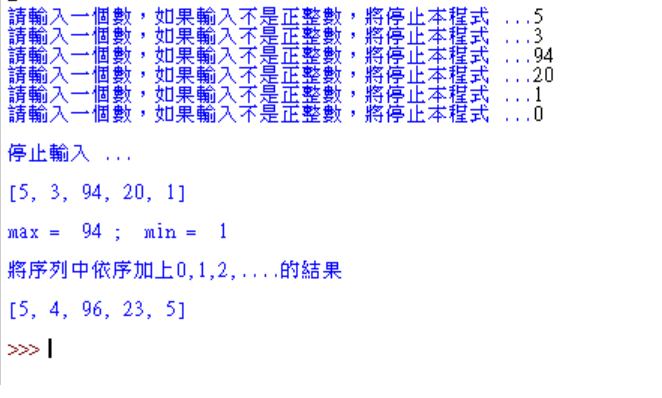 請輸入一個數，如果輸入不是正整數，將停止本程式 ...5
請輸入一個數，如果輸入不是正整數，將停止本程式 ...3
請輸入一個數，如果輸入不是正整數，將停止本程式 ...94
請輸入一個數，如果輸入不是正整數，將停止本程式 ...20
請輸入一個數，如果輸入不是正整數，將停止本程式 ...1
請輸入一個數，如果輸入不是正整數，將停止本程式 ...0
停止輸入 ...
[5, 3, 94, 20, 1]
max =  94 ;  min =  1
將序列中依序加上0,1,2,....的結果
[5, 4, 96, 23, 5]
>>>